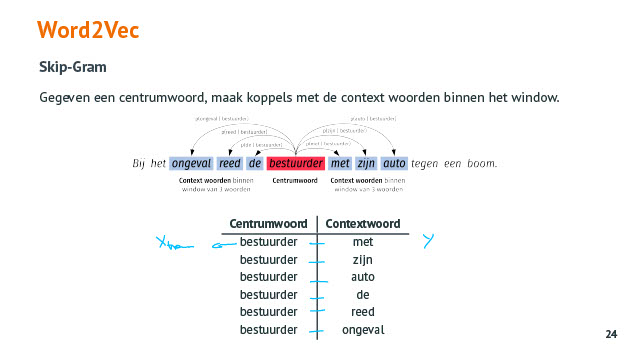 Word2Vec
Skip-Gram
Gegeven een centrumwoord, maak koppels met de context woorden binnen het window.
p(ongeval | bestuurder) p(auto | bestuurder)
p(reed | bestuurder) p(zijn | bestuurder)
p(de | bestuurder) p(met | bestuurder)
Bij het ongeval reed de bestuurder met zijn auto tegen een boom.
Context woorden binnen Centrumwoord Context woorden binnen
window van 3 woorden window van 3 woorden
Centrumwoord Contextwoord
bestuurder met
X Y
bestuurder zijn
bestuurder auto
bestuurder de
bestuurder reed
bestuurder ongeval
24